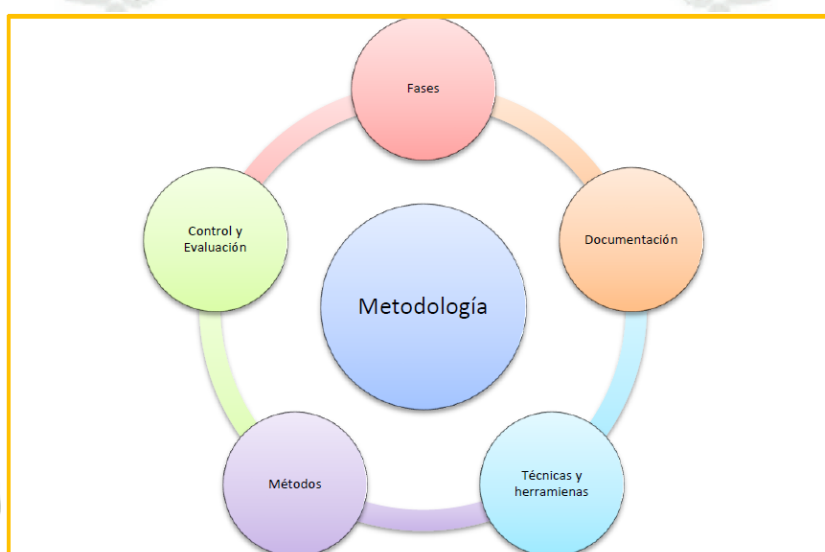 Fases
Documentación
Técnicas y
herramienas
Métodos
Control y
Evaluación
Metodología